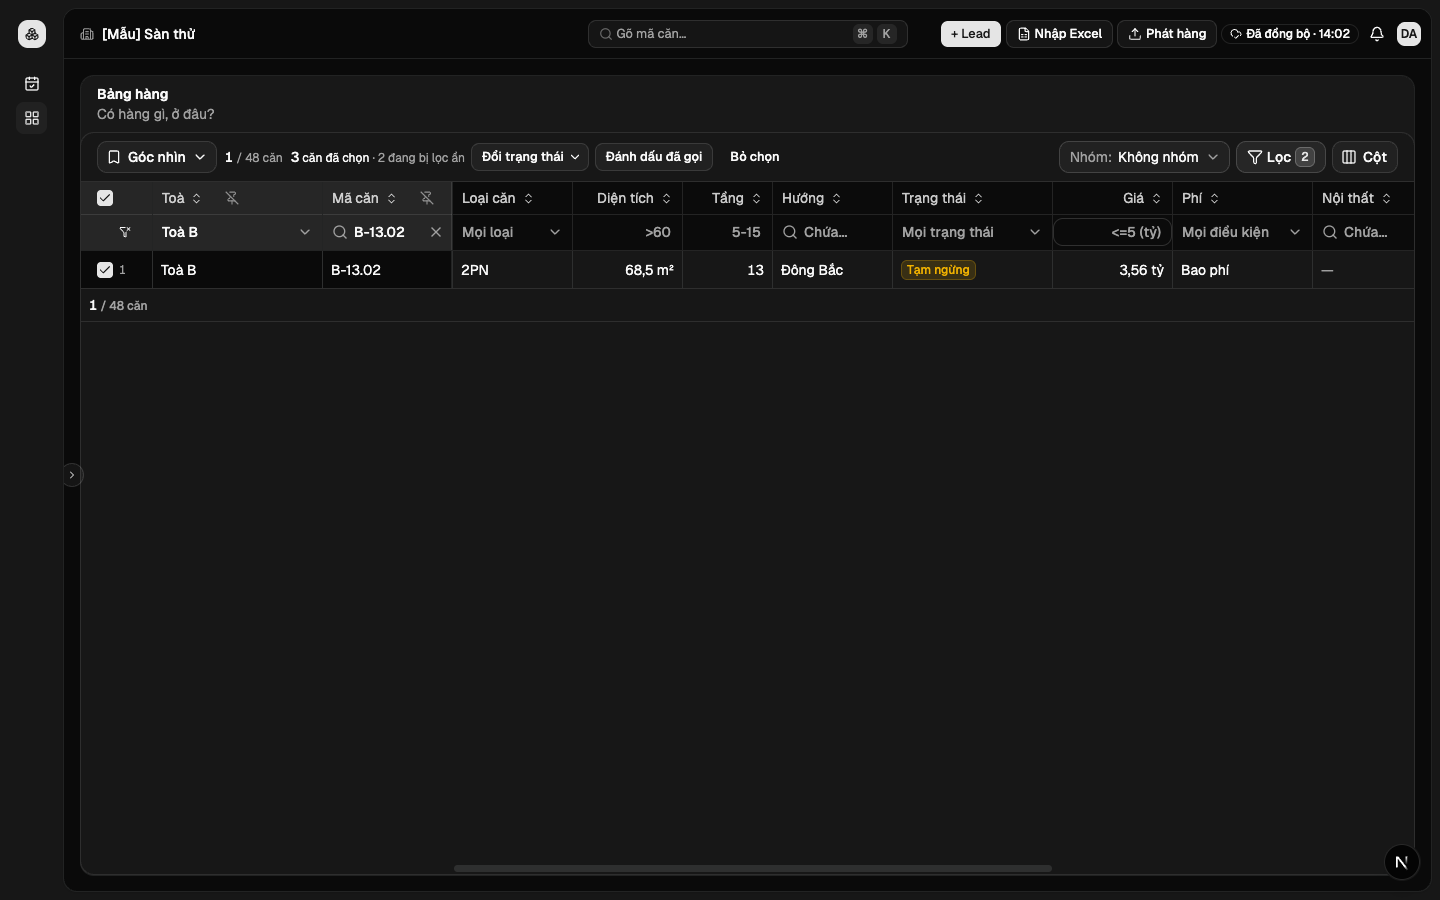 [Mẫu] Sàn thử
Gõ mã căn...
⌘ K
+ Lead
Nhập Excel
Phát hàng
Đã đồng bộ · 14:02
DA
Bảng hàng
Có hàng gì, ở đâu?
Góc nhìn
1 / 48 căn
3 căn đã chọn · 2 đang bị lọc ẩn
Đổi trạng thái
Đánh dấu đã gọi
Bỏ chọn
Nhóm: Không nhóm
Lọc 2
Cột
Toà Mã căn Loại căn Diện tích Tầng Hướng Trạng thái Giá Phí Nội thất
Toà B B-13.02 Mọi loại >60 5-15 Chứa... Mọi trạng thái <=5 (tỷ) Mọi điều kiện Chứa...
1 Toà B B-13.02 2PN 68,5 m² 13 Đông Bắc Tạm ngừng 3,56 tỷ Bao phí —
1 / 48 căn
N